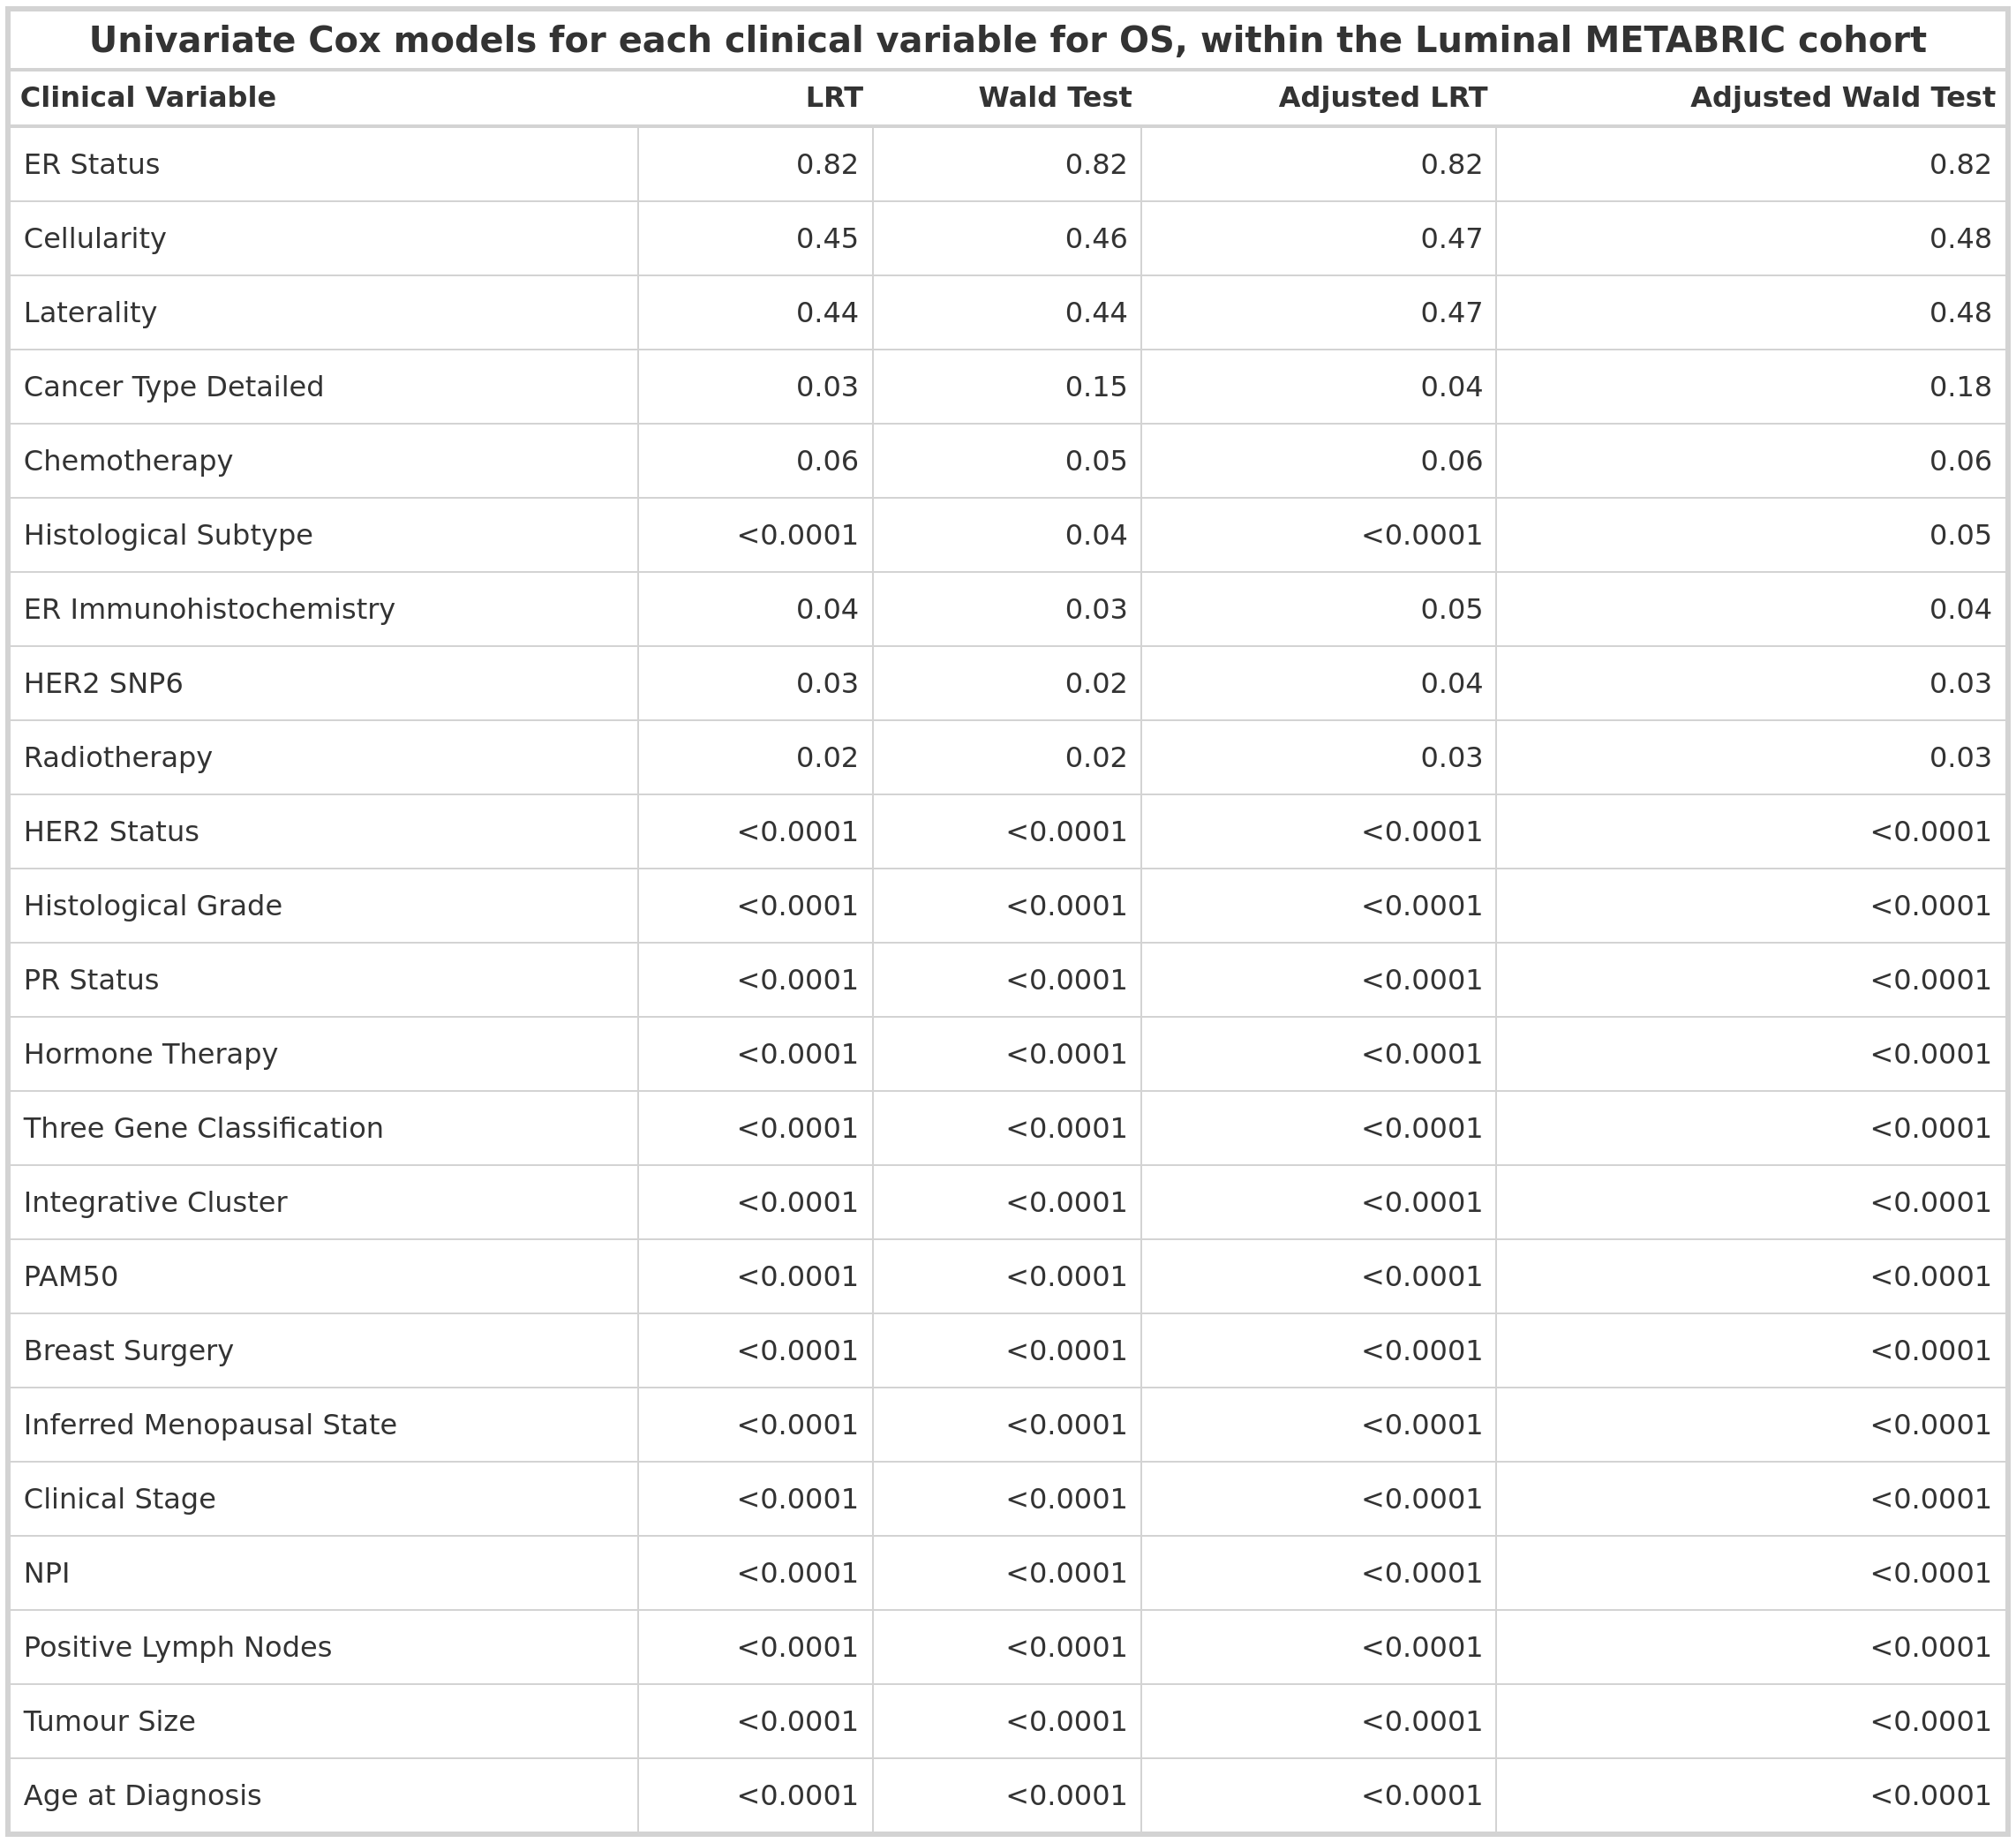 Univariate Cox models for each clinical variable for OS, within the Luminal METABRIC cohort
Clinical Variable LRT Wald Test Adjusted LRT Adjusted Wald Test
ER Status 0.82 0.82 0.82 0.82
Cellularity 0.45 0.46 0.47 0.48
Laterality 0.44 0.44 0.47 0.48
Cancer Type Detailed 0.03 0.15 0.04 0.18
Chemotherapy 0.06 0.05 0.06 0.06
Histological Subtype <0.0001 0.04 <0.0001 0.05
ER Immunohistochemistry 0.04 0.03 0.05 0.04
HER2 SNP6 0.03 0.02 0.04 0.03
Radiotherapy 0.02 0.02 0.03 0.03
HER2 Status <0.0001 <0.0001 <0.0001 <0.0001
Histological Grade <0.0001 <0.0001 <0.0001 <0.0001
PR Status <0.0001 <0.0001 <0.0001 <0.0001
Hormone Therapy <0.0001 <0.0001 <0.0001 <0.0001
Three Gene Classification <0.0001 <0.0001 <0.0001 <0.0001
Integrative Cluster <0.0001 <0.0001 <0.0001 <0.0001
PAM50 <0.0001 <0.0001 <0.0001 <0.0001
Breast Surgery <0.0001 <0.0001 <0.0001 <0.0001
Inferred Menopausal State <0.0001 <0.0001 <0.0001 <0.0001
Clinical Stage <0.0001 <0.0001 <0.0001 <0.0001
NPI <0.0001 <0.0001 <0.0001 <0.0001
Positive Lymph Nodes <0.0001 <0.0001 <0.0001 <0.0001
Tumour Size <0.0001 <0.0001 <0.0001 <0.0001
Age at Diagnosis <0.0001 <0.0001 <0.0001 <0.0001